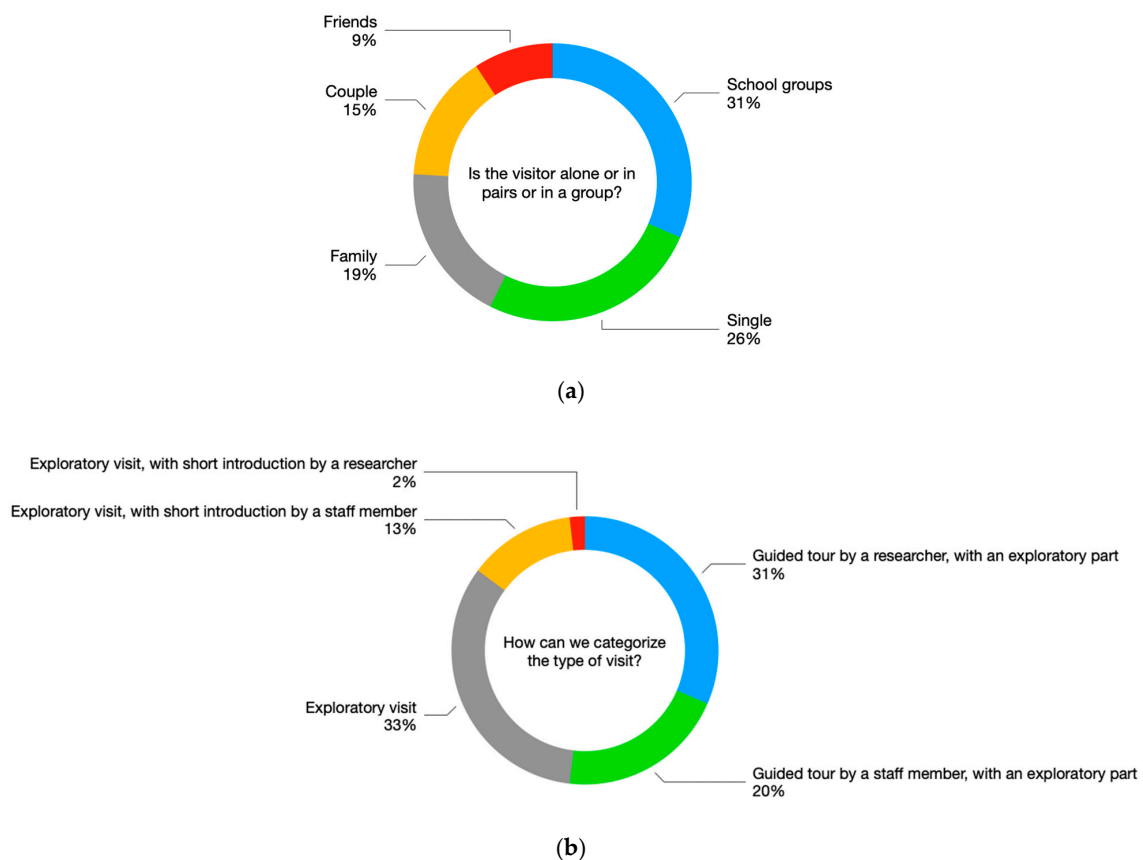 Friends
9%
School groups
31%
Couple
15%
Is the visitor alone or in
pairs or in a group?
Family
19%
Single
26%
(a)
Exploratory visit, with short introduction by a researcher
2%
Exploratory visit, with short introduction by a staff member
13%
Guided tour by a researcher, with an exploratory part
31%
How can we categorize
the type of visit?
Exploratory visit
33%
Guided tour by a staff member, with an exploratory part
20%
(b)